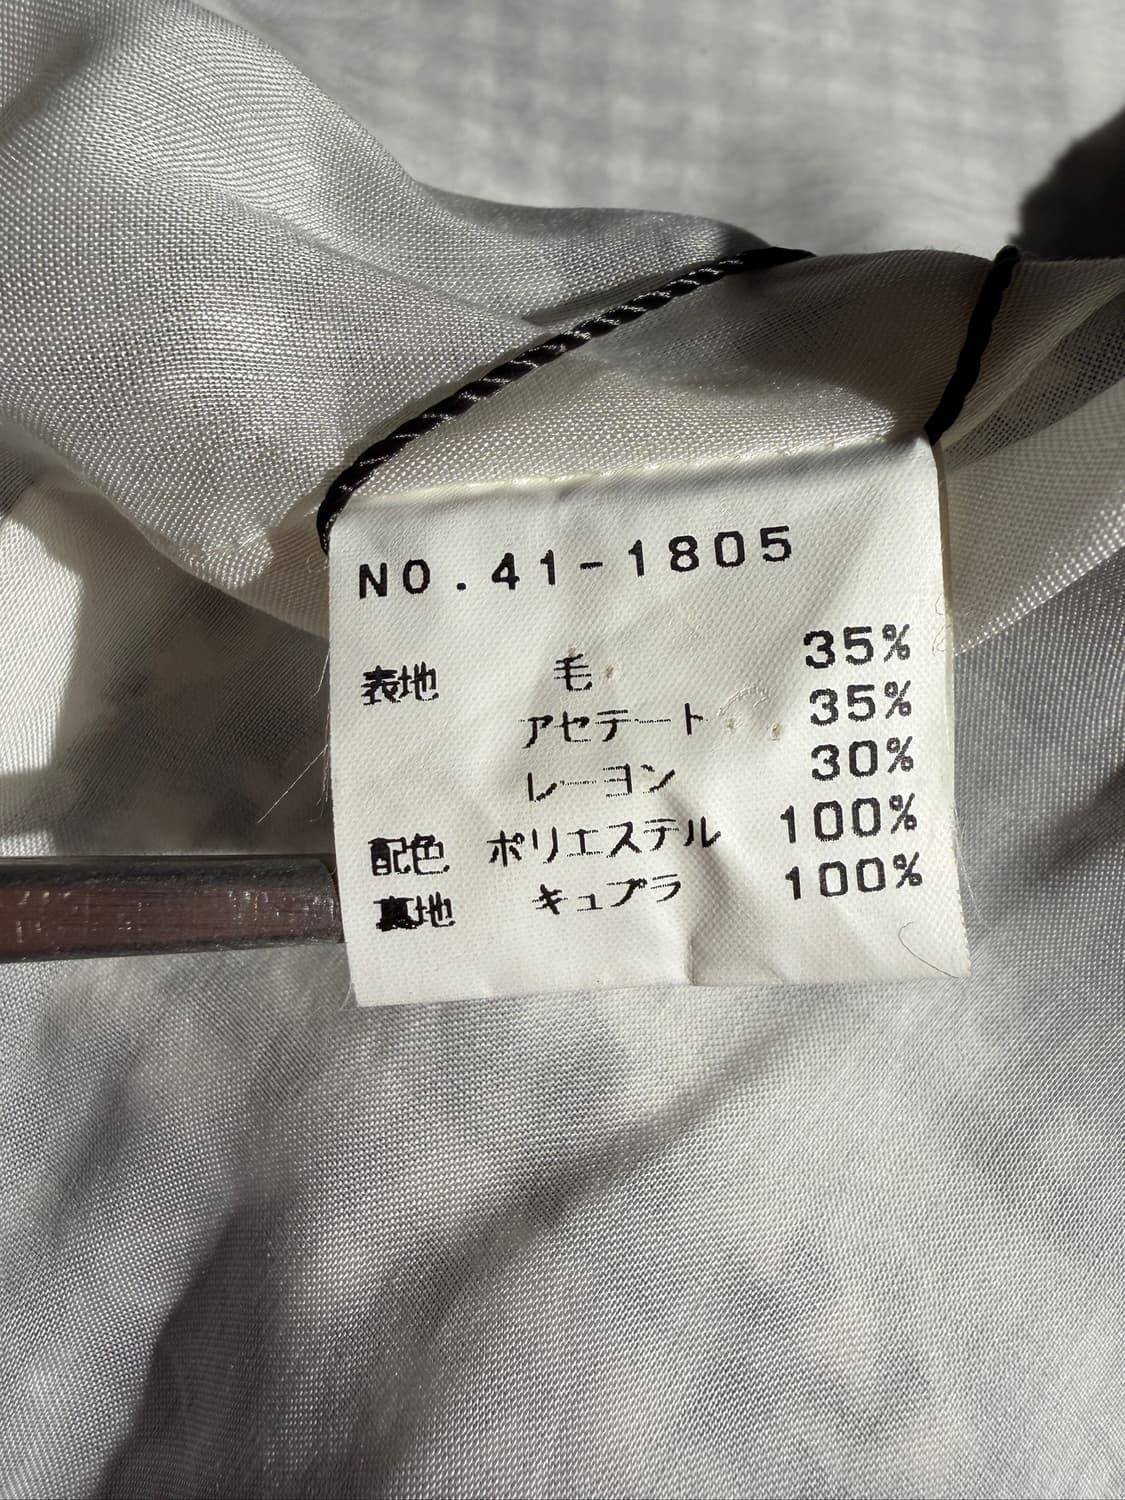 NO.41-1805
表地 毛 35%
アセテート 35%
レーヨン 30%
配色 ポリエステル 100%
裏地 キュプラ 100%